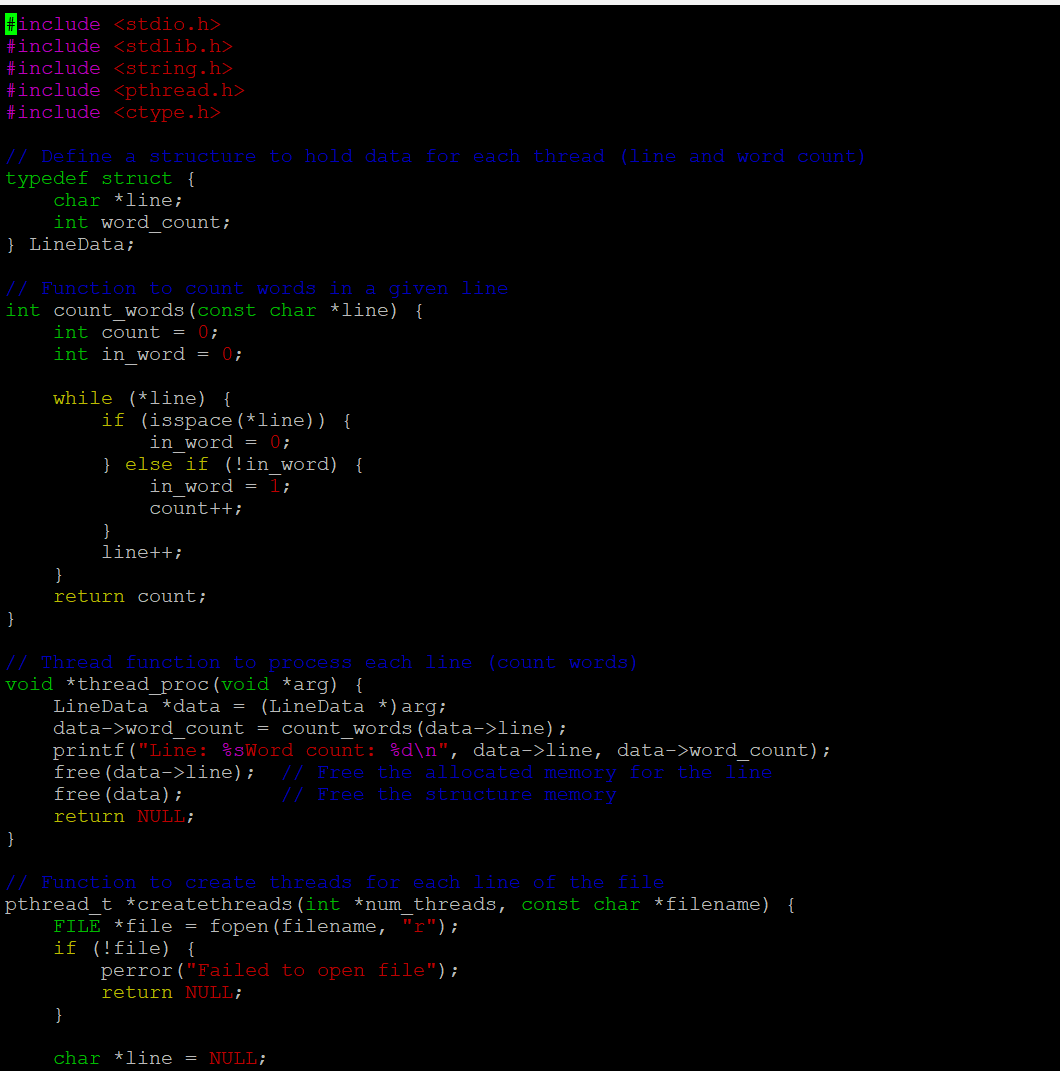 #include <stdio.h>
#include <stdlib.h>
#include <string.h>
#include <pthread.h>
#include <ctype.h>

// Define a structure to hold data for each thread (line and word count)
typedef struct {
    char *line;
    int word_count;
} LineData;

// Function to count words in a given line
int count_words(const char *line) {
    int count = 0;
    int in_word = 0;

    while (*line) {
        if (isspace(*line)) {
            in_word = 0;
        } else if (!in_word) {
            in_word = 1;
            count++;
        }
        line++;
    }
    return count;
}

// Thread function to process each line (count words)
void *thread_proc(void *arg) {
    LineData *data = (LineData *)arg;
    data->word_count = count_words(data->line);
    printf("Line: %sWord count: %d\n", data->line, data->word_count);
    free(data->line);  // Free the allocated memory for the line
    free(data);        // Free the structure memory
    return NULL;
}

// Function to create threads for each line of the file
pthread_t *createthreads(int *num_threads, const char *filename) {
    FILE *file = fopen(filename, "r");
    if (!file) {
        perror("Failed to open file");
        return NULL;
    }

    char *line = NULL;